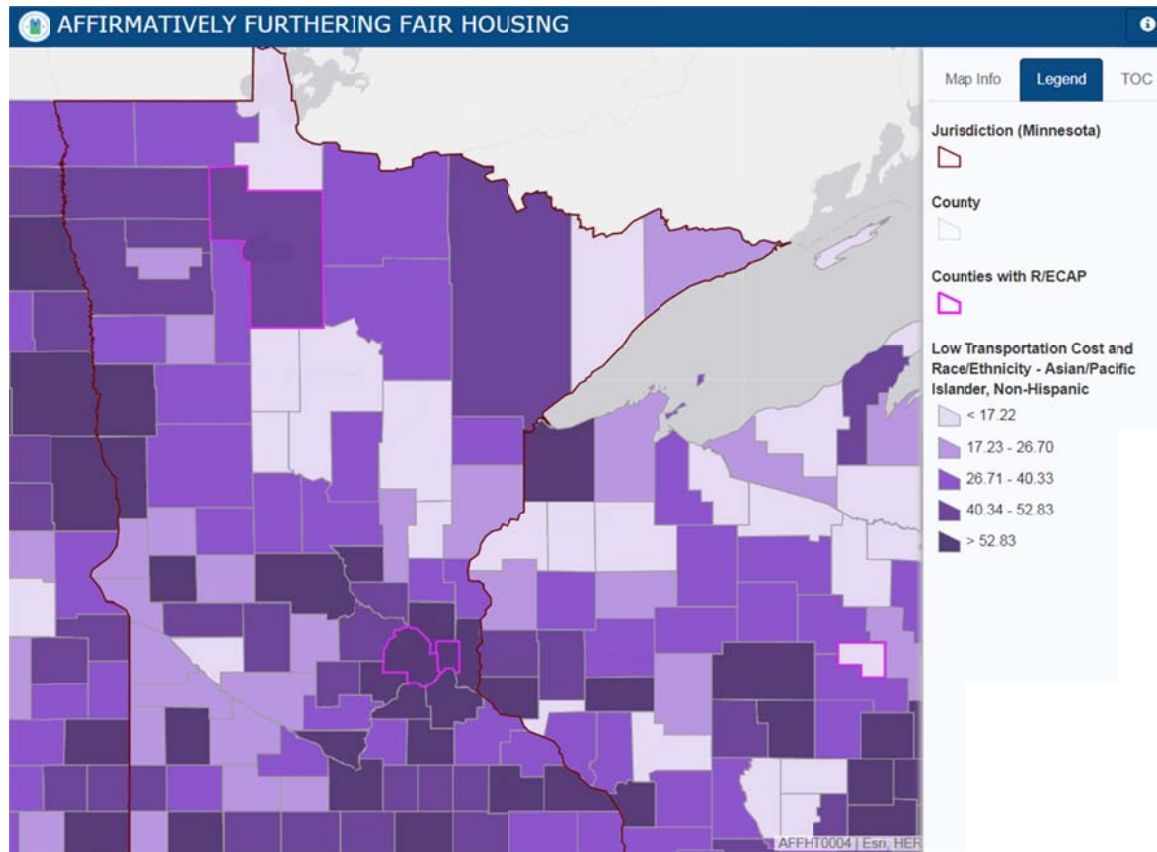 AFFIRMATIVELY FURTHERING FAIR HOUSING
Map Info Legend TOC
Jurisdiction (Minnesota)
County
Counties with R/ECAP
Low Transportation Cost and
Race/Ethnicity - Asian/Pacific
Islander, Non-Hispanic
< 17.22
17.23 - 26.70
26.71 - 40.33
40.34 - 52.83
> 52.83
AFFHT0004 | Esri, HER